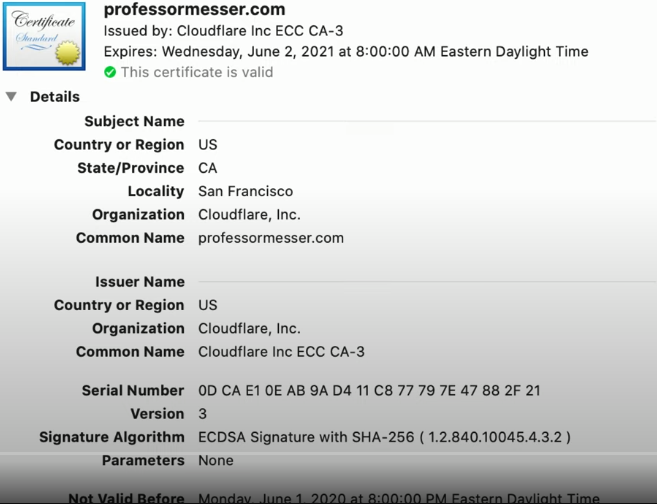 Certificate
Standard
professormesser.com
Issued by: Cloudflare Inc ECC CA-3
Expires: Wednesday, June 2, 2021 at 8:00:00 AM Eastern Daylight Time
This certificate is valid
Details
Subject Name
Country or Region US
State/Province CA
Locality San Francisco
Organization Cloudflare, Inc.
Common Name professormesser.com
Issuer Name
Country or Region US
Organization Cloudflare, Inc.
Common Name Cloudflare Inc ECC CA-3
Serial Number 0D CA E1 0E AB 9A D4 11 C8 77 79 7E 47 88 2F 21
Version 3
Signature Algorithm ECDSA Signature with SHA-256 ( 1.2.840.10045.4.3.2 )
Parameters None
Not Valid Before Monday, June 1, 2020 at 8:00:00 PM Eastern Daylight Time